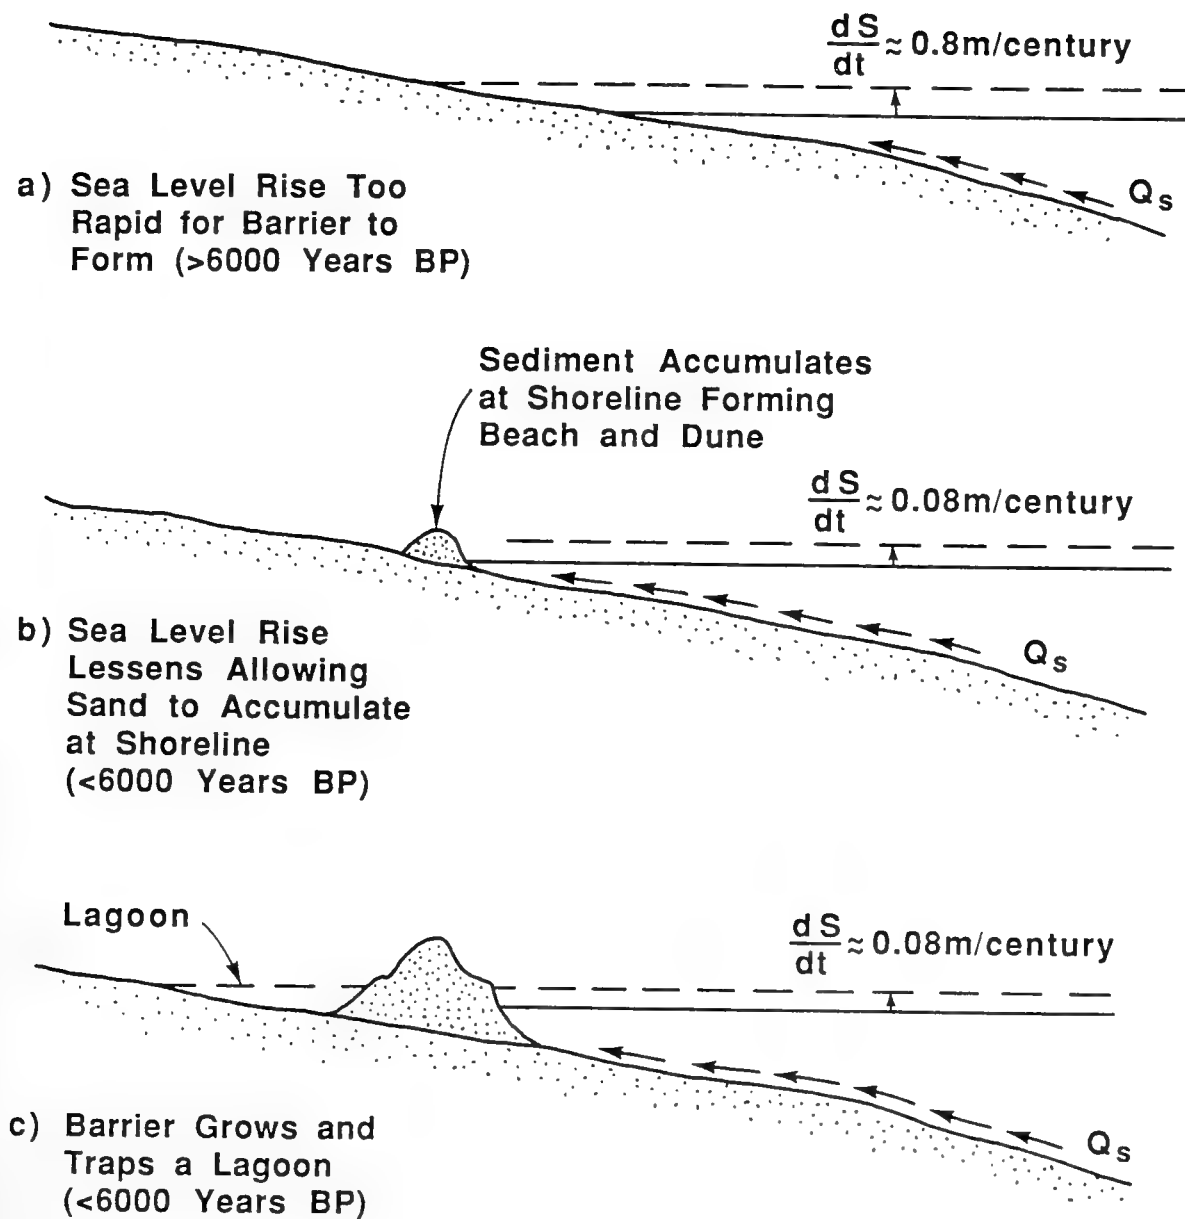 dS/dt ≈ 0.8m/century
Qs
a) Sea Level Rise Too
Rapid for Barrier to
Form (>6000 Years BP)
Sediment Accumulates
at Shoreline Forming
Beach and Dune
dS/dt ≈ 0.08m/century
Qs
b) Sea Level Rise
Lessens Allowing
Sand to Accumulate
at Shoreline
(<6000 Years BP)
Lagoon
dS/dt ≈ 0.08m/century
Qs
c) Barrier Grows and
Traps a Lagoon
(<6000 Years BP)